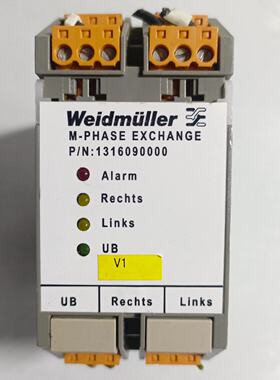 Weidmüller
M-PHASE EXCHANGE
P/N:1316090000
Alarm
Rechts
Links
UB
V1
UB Rechts Links